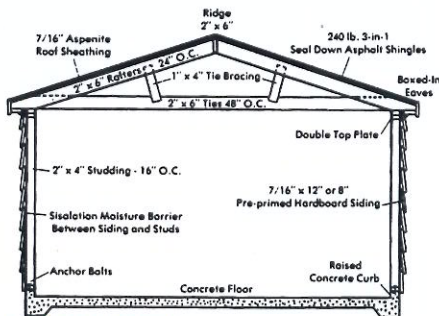 Ridge
2" x 6"
7/16" Aspenite
Roof Sheathing
240 lb. 3-in-1
Seal Down Asphalt Shingles
2" x 6" Rafters 24" O.C.
1" x 4" Tie Bracing
Boxed-In
Eaves
2" x 6" Ties 48" O.C.
Double Top Plate
2" x 4" Studding - 16" O.C.
7/16" x 12" or 8"
Pre-primed Hardboard Siding
Sisalation Moisture Barrier
Between Siding and Studs
Anchor Bolts
Raised
Concrete Curb
Concrete Floor